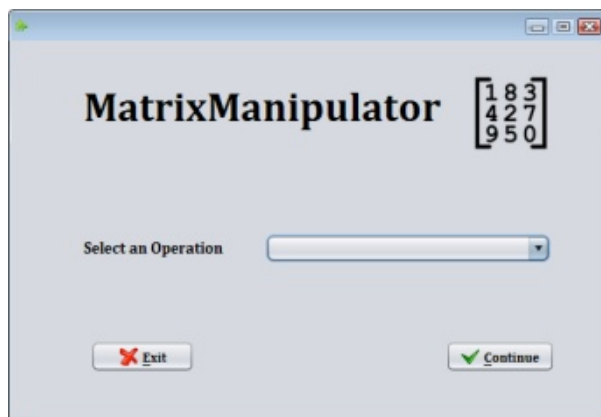 MatrixManipulator
1 8 3
4 2 7
9 5 0
Select an Operation
Exit
Continue